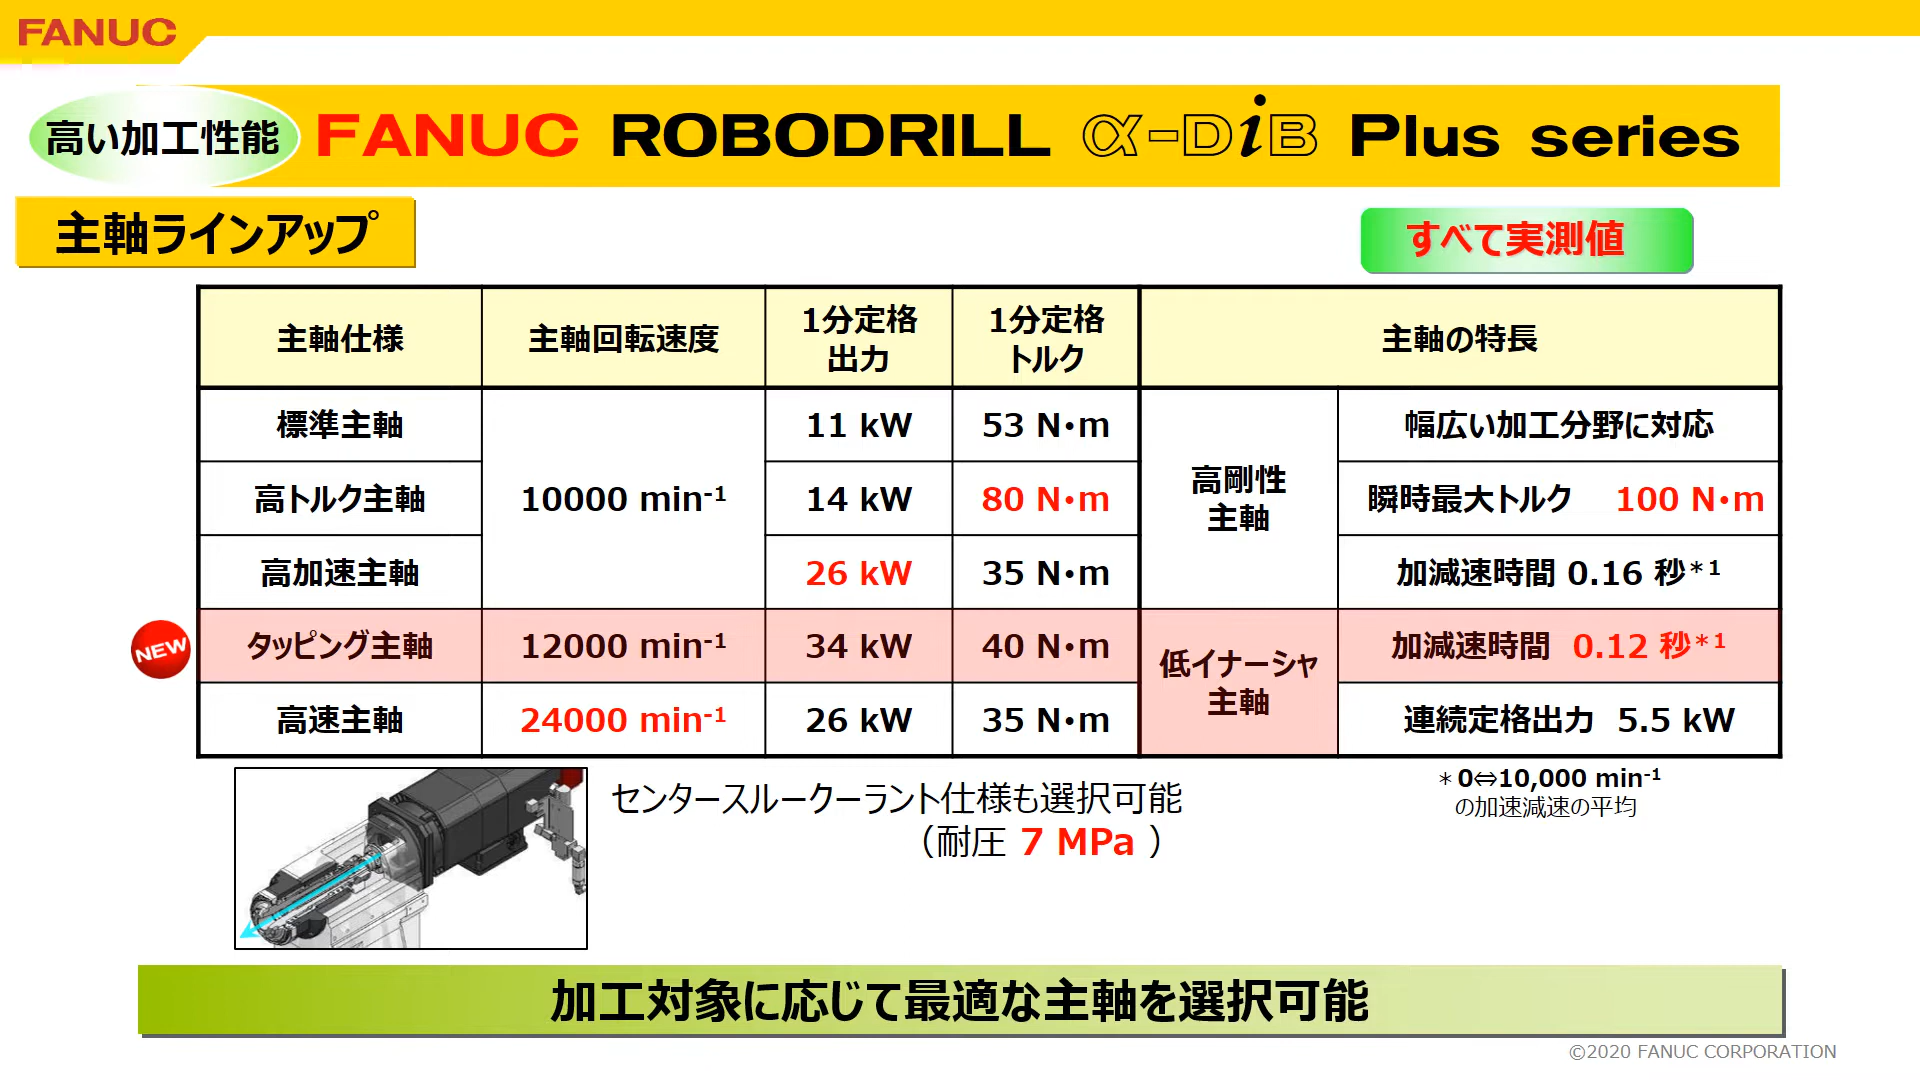 FANUC
高い加工性能
FANUC ROBODRILL α-DiB Plus series
主軸ラインアップ
すべて実測値
主軸仕様
主軸回転速度
1分定格
出力
1分定格
トルク
主軸の特長
標準主軸
11 kW
53 N・m
幅広い加工分野に対応
高トルク主軸
10000 min⁻¹
14 kW
80 N・m
高剛性
主軸
瞬時最大トルク 100 N・m
高加速主軸
26 kW
35 N・m
加減速時間 0.16 秒*1
NEW
タッピング主軸
12000 min⁻¹
34 kW
40 N・m
低イナーシャ
主軸
加減速時間 0.12 秒*1
高速主軸
24000 min⁻¹
26 kW
35 N・m
連続定格出力 5.5 kW
*0⇔10,000 min⁻¹
の加速減速の平均
センタースルークーラント仕様も選択可能
（耐圧 7 MPa ）
加工対象に応じて最適な主軸を選択可能
©2020 FANUC CORPORATION